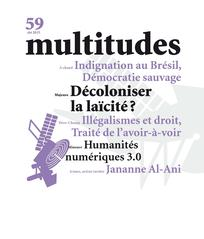 59
été 2015
multitudes
À chaud Indignation au Brésil,
Démocratie sauvage
Majeure Décoloniser
la laïcité ?
Hors-Champ Illégalismes et droit,
Traité de l'avoir-à-voir
Mineure Humanités
numériques 3.0
Icônes, artiste invitée Jananne Al-Ani